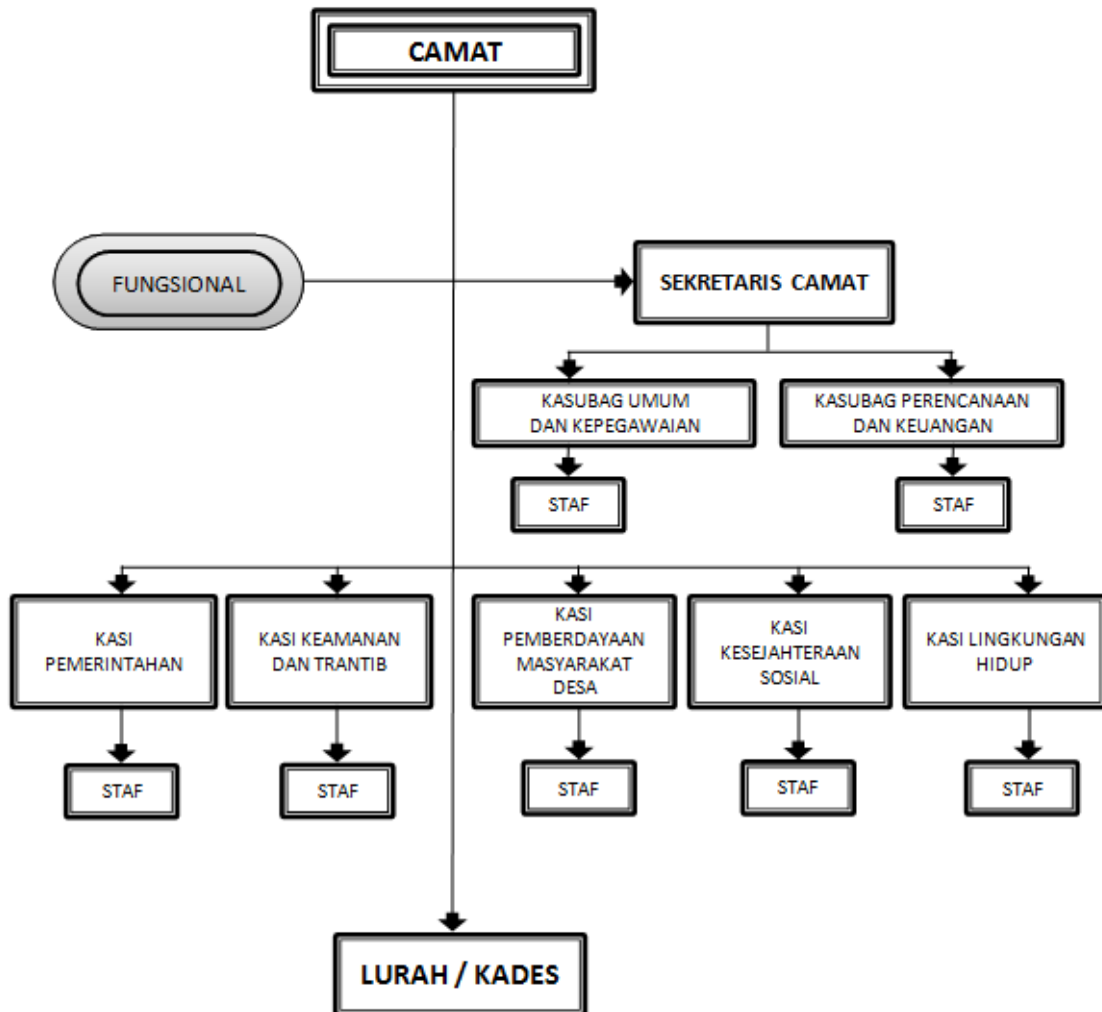 CAMAT
FUNGSIONAL
SEKRETARIS CAMAT
KASUBAG UMUM
DAN KEPEGAWAIAN
KASUBAG PERENCANAAN
DAN KEUANGAN
STAF
STAF
KASI
PEMERINTAHAN
KASI KEAMANAN
DAN TRANTIB
KASI
PEMBERDAYAAN
MASYARAKAT
DESA
KASI
KESEJAHTERAAN
SOSIAL
KASI LINGKUNGAN
HIDUP
STAF
STAF
STAF
STAF
STAF
LURAH / KADES